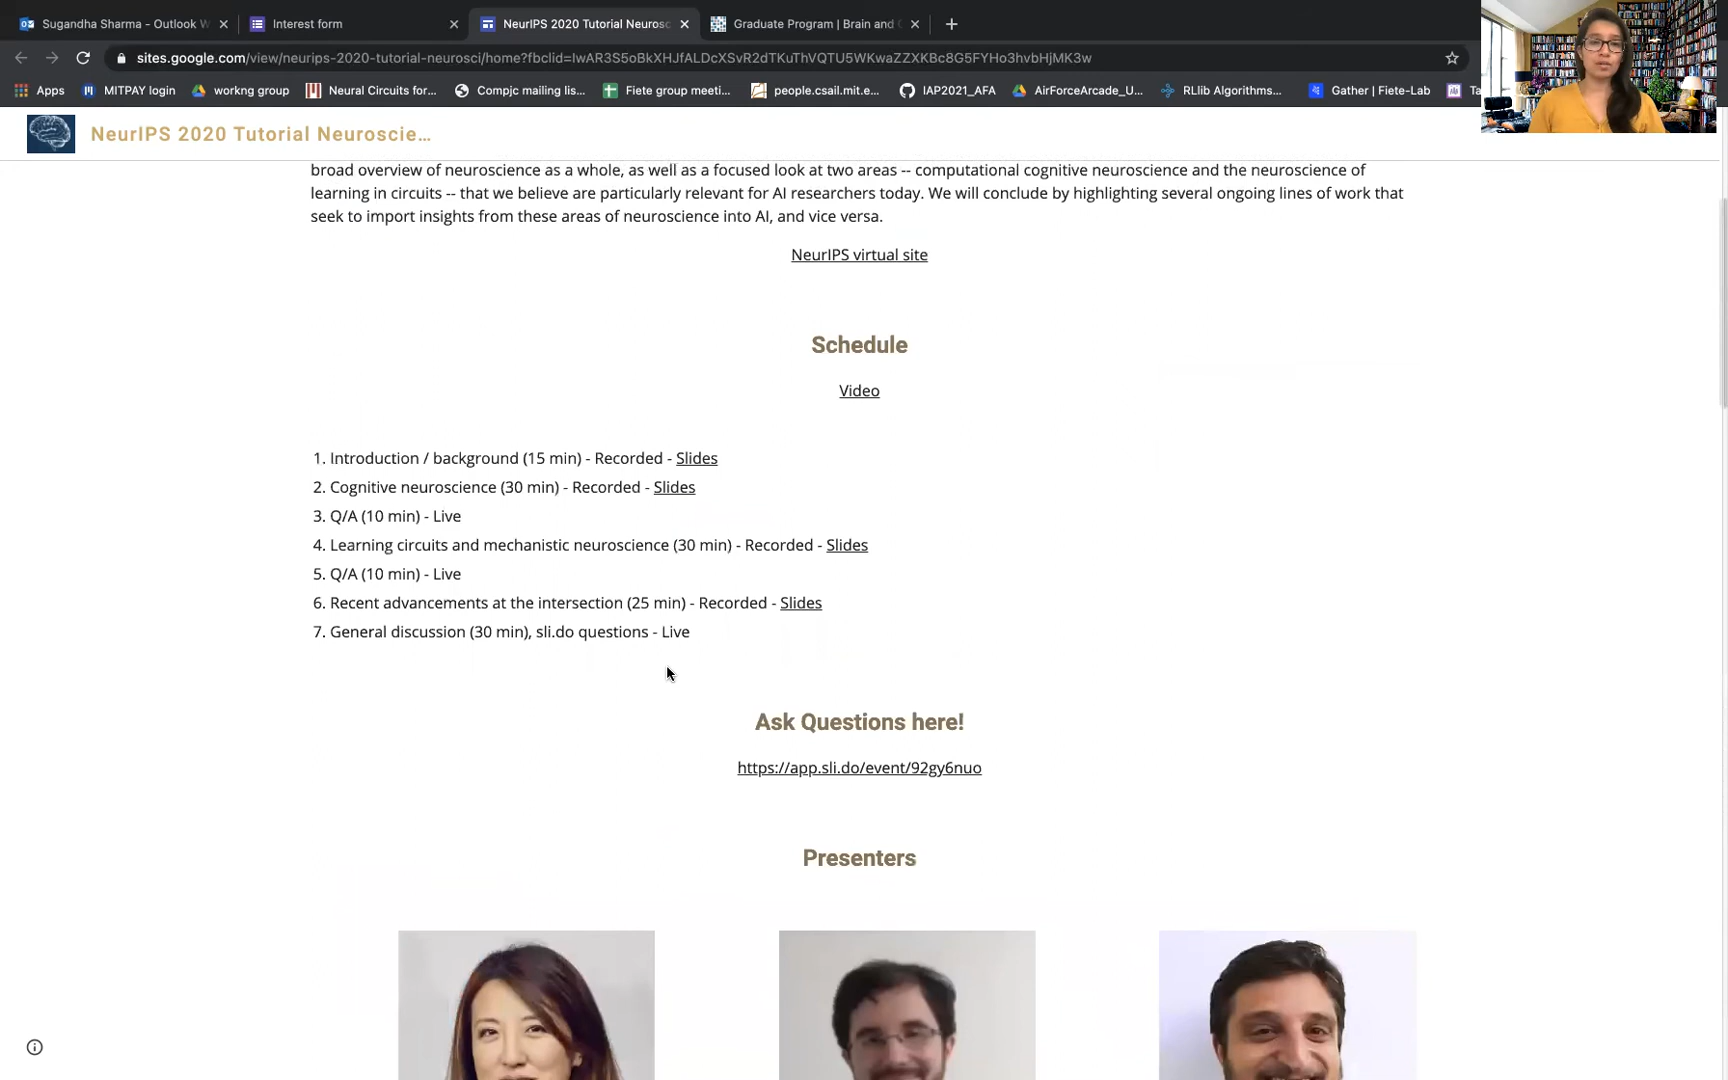 Sugandha Sharma - Outlook W
Interest form
NeurIPS 2020 Tutorial Neurosc
Graduate Program | Brain and C
sites.google.com/view/neurips-2020-tutorial-neurosci/home?fbclid=IwAR3S5oBkXHJfALDcXSvR2dTKuThVQTU5WKwaZZXKBc8G5FYHo3hvbHjMK3w
Apps MITPAY login workng group Neural Circuits for... Compjc mailing lis... Fiete group meeti... people.csail.mit.e... IAP2021_AFA AirForceArcade_U... RLlib Algorithms... Gather | Fiete-Lab Ta
NeurIPS 2020 Tutorial Neuroscie...
broad overview of neuroscience as a whole, as well as a focused look at two areas -- computational cognitive neuroscience and the neuroscience of
learning in circuits -- that we believe are particularly relevant for AI researchers today. We will conclude by highlighting several ongoing lines of work that
seek to import insights from these areas of neuroscience into AI, and vice versa.
NeurIPS virtual site
Schedule
Video
1. Introduction / background (15 min) - Recorded - Slides
2. Cognitive neuroscience (30 min) - Recorded - Slides
3. Q/A (10 min) - Live
4. Learning circuits and mechanistic neuroscience (30 min) - Recorded - Slides
5. Q/A (10 min) - Live
6. Recent advancements at the intersection (25 min) - Recorded - Slides
7. General discussion (30 min), sli.do questions - Live
Ask Questions here!
https://app.sli.do/event/92gy6nuo
Presenters